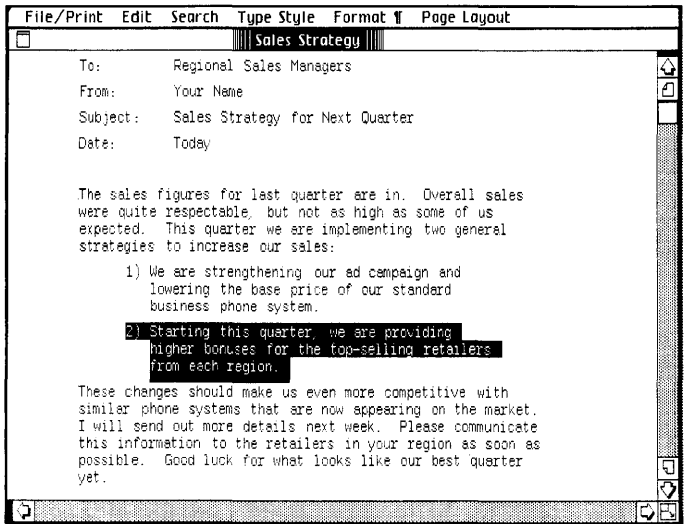 File/Print Edit Search Type Style Format ¶ Page Layout
Sales Strategy
To: Regional Sales Managers
From: Your Name
Subject: Sales Strategy for Next Quarter
Date: Today
The sales figures for last quarter are in. Overall sales
were quite respectable, but not as high as some of us
expected. This quarter we are implementing two general
strategies to increase our sales:
1) We are strengthening our ad campaign and
lowering the base price of our standard
business phone system.
2) Starting this quarter, we are providing
higher bonuses for the top-selling retailers
from each region.
These changes should make us even more competitive with
similar phone systems that are now appearing on the market.
I will send out more details next week. Please communicate
this information to the retailers in your region as soon as
possible. Good luck for what looks like our best quarter
yet.